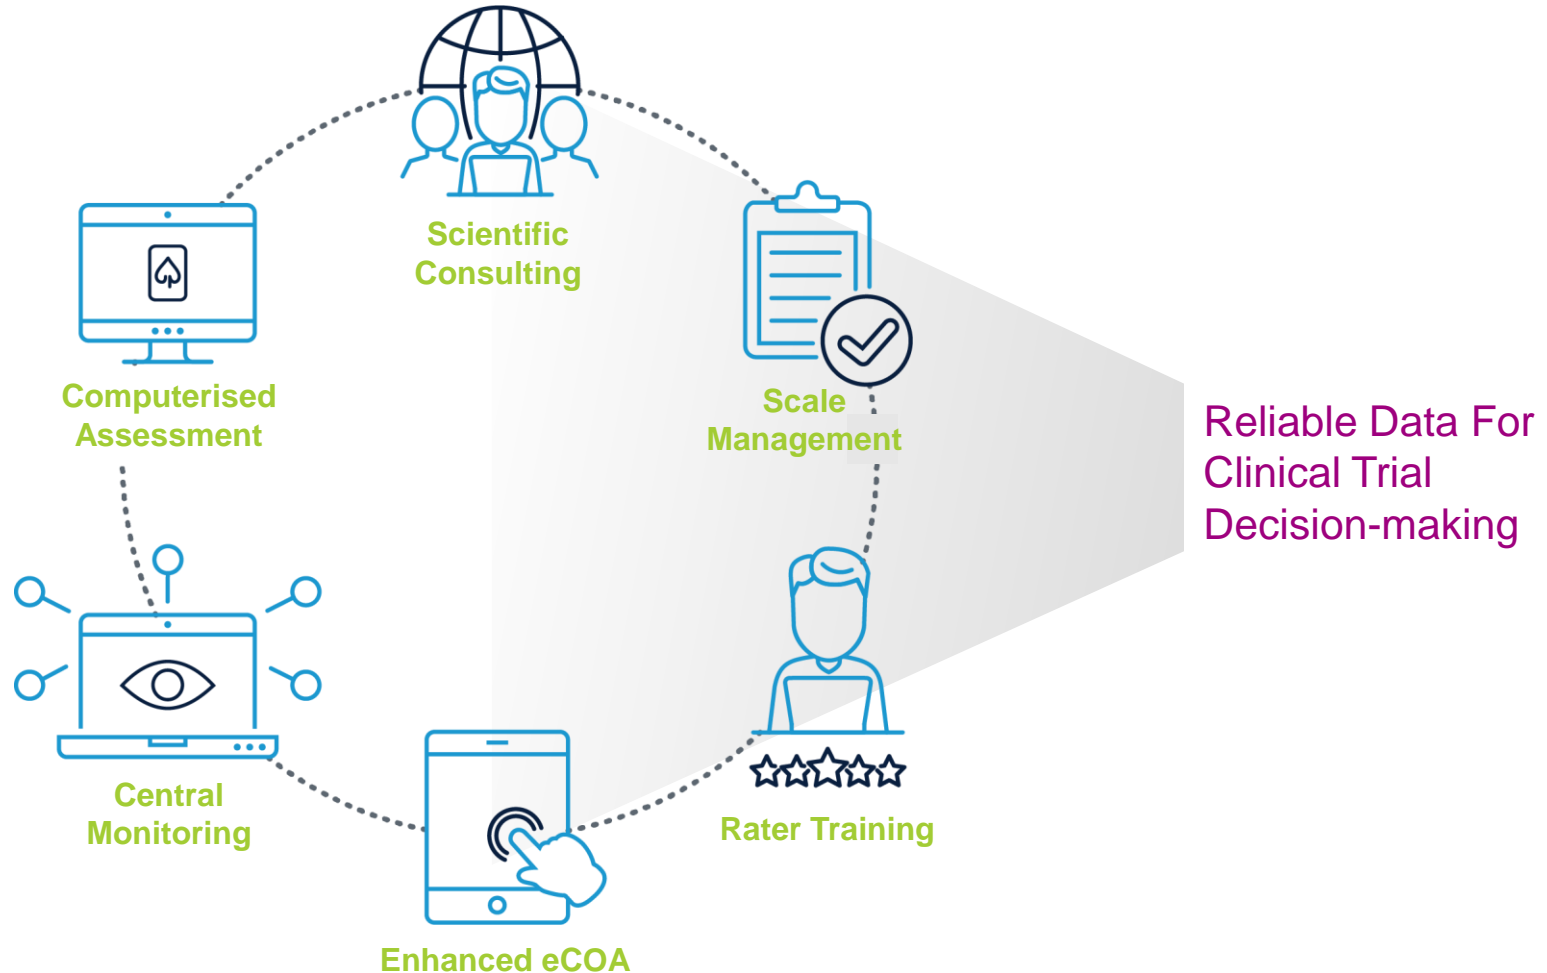 Scientific
Consulting
Scale
Management
Rater Training
Enhanced eCOA
Central
Monitoring
Computerised
Assessment
Reliable Data For
Clinical Trial
Decision-making